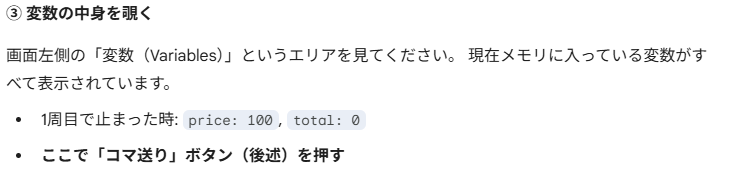 ③ 変数の中身を覗く
画面左側の「変数（Variables）」というエリアを見てください。 現在メモリに入っている変数がす
べて表示されています。
• 1周目で止まった時: price: 100, total: 0
• ここで「コマ送り」ボタン（後述）を押す